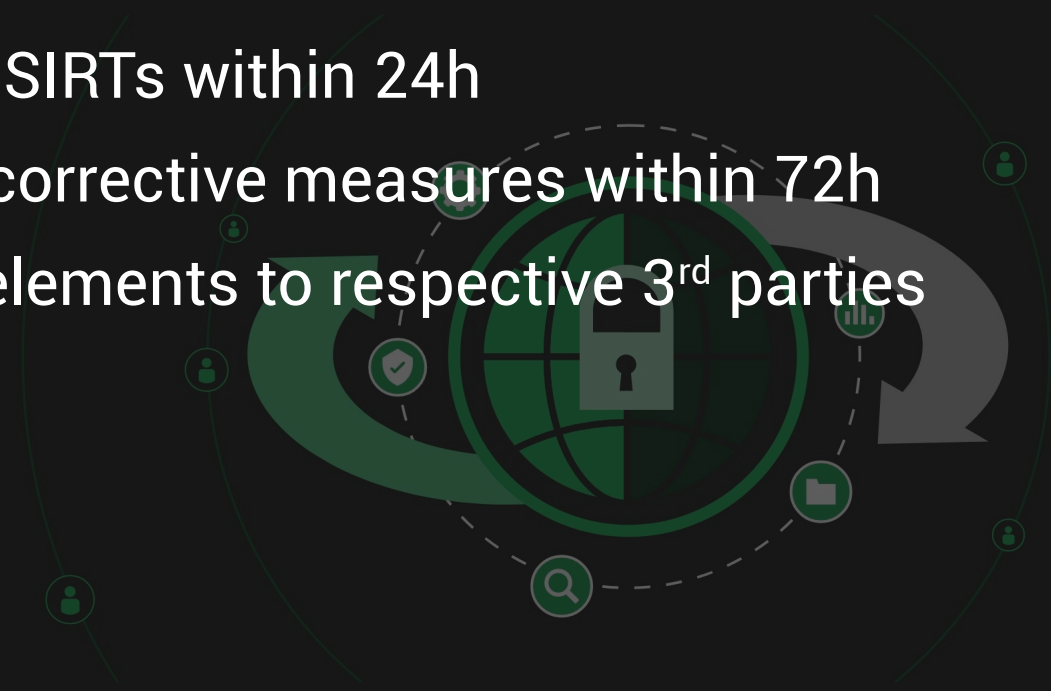 SIRTs within 24h
corrective measures within 72h
elements to respective 3rd parties